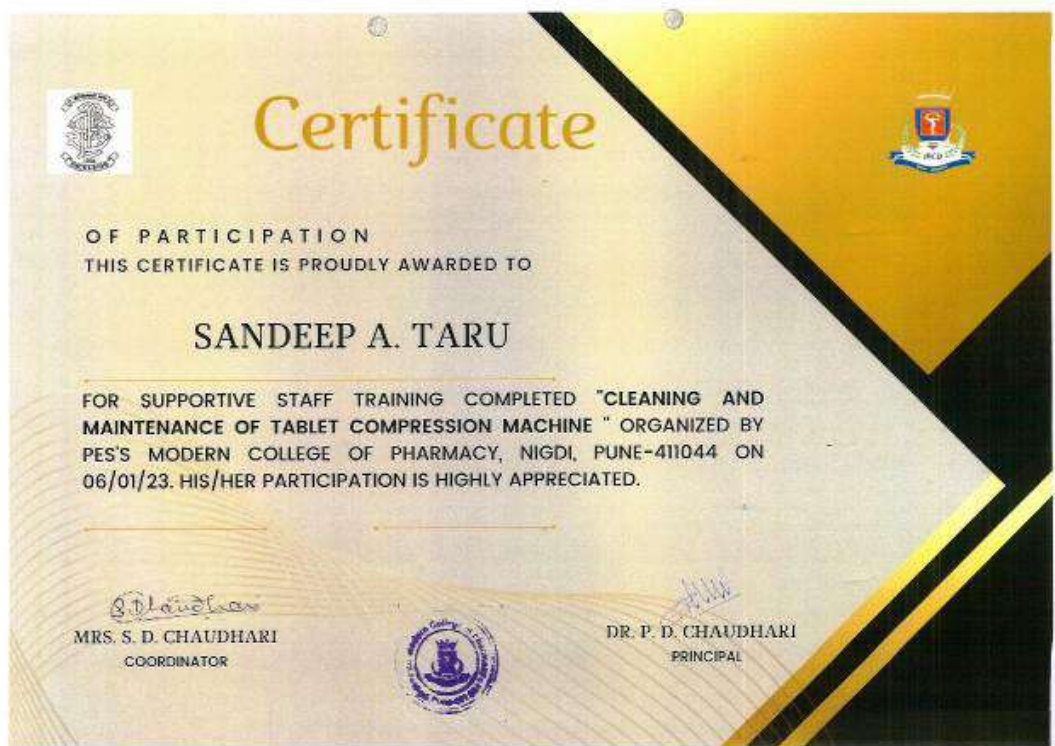 Certificate
OF PARTICIPATION
THIS CERTIFICATE IS PROUDLY AWARDED TO
SANDEEP A. TARU
FOR SUPPORTIVE STAFF TRAINING COMPLETED "CLEANING AND
MAINTENANCE OF TABLET COMPRESSION MACHINE " ORGANIZED BY
PES'S MODERN COLLEGE OF PHARMACY, NIGDI, PUNE-411044 ON
06/01/23. HIS/HER PARTICIPATION IS HIGHLY APPRECIATED.
MRS. S. D. CHAUDHARI
COORDINATOR
DR. P. D. CHAUDHARI
PRINCIPAL